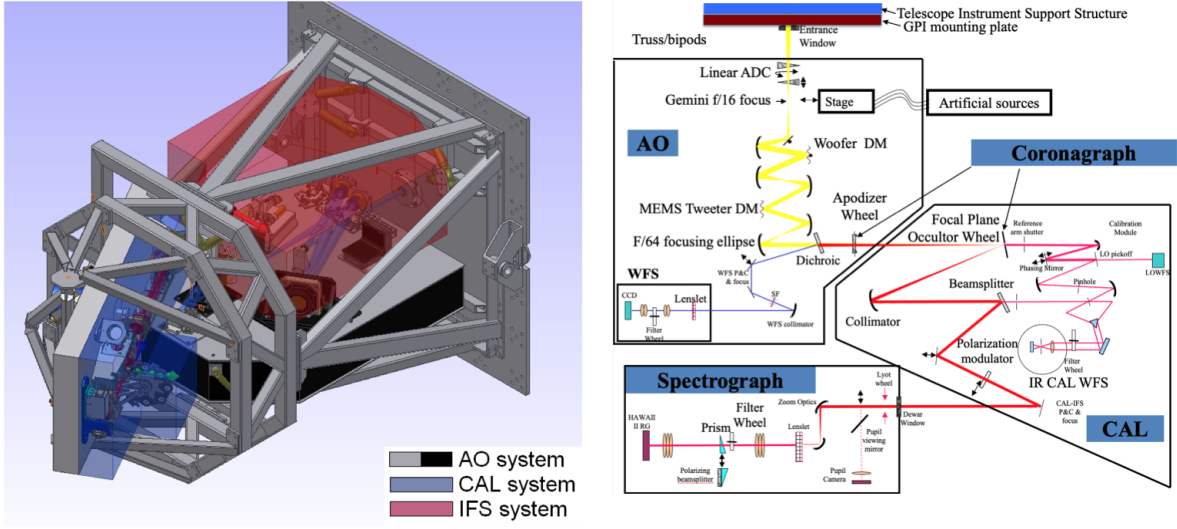 AO system
CAL system
IFS system
Telescope Instrument Support Structure
GPI mounting plate
Entrance
Window
Truss/bipods
Linear ADC
Gemini f/16 focus
Stage
Artificial sources
AO
Woofer DM
Coronagraph
MEMS Tweeter DM
Apodizer
Wheel
F/64 focusing ellipse
Dichroic
Focal Plane
Occultor Wheel
Reference
arm shutter
Calibration
Module
LO pickoff
Phasing Mirror
LOWFS
WFS
WFS P&C
& focus
CCD
Lenslet
SF
Filter
Wheel
WFS collimator
Beamsplitter
Pinhole
Collimator
Polarization
modulator
Filter
Wheel
IR CAL WFS
CAL-IFS
P&C &
focus
CAL
Spectrograph
Zoom Optics
Lyot
wheel
HAWAII
II RG
Prism
Filter
Wheel
Lenslet
Dewar
Window
Pupil
viewing
mirror
Polarizing
beamsplitter
Pupil
Camera